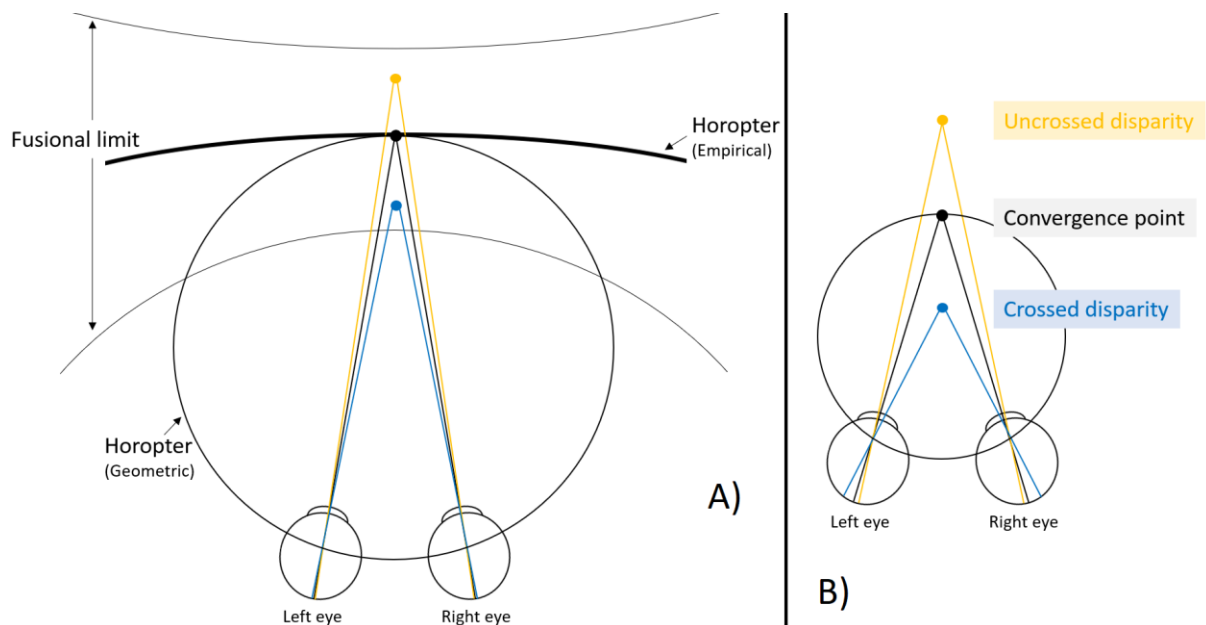 Fusional limit
Horopter
(Empirical)
Horopter
(Geometric)
A)
Left eye
Right eye
Uncrossed disparity
Convergence point
Crossed disparity
Left eye
Right eye
B)